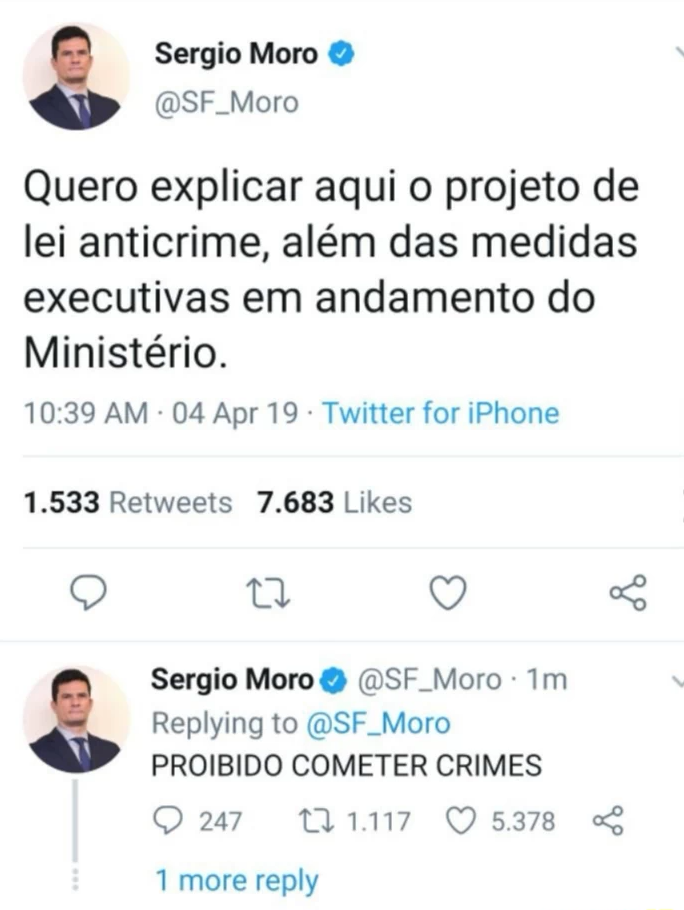 Sergio Moro
@SF_Moro
Quero explicar aqui o projeto de
lei anticrime, além das medidas
executivas em andamento do
Ministério.
10:39 AM · 04 Apr 19 · Twitter for iPhone
1.533 Retweets 7.683 Likes
Sergio Moro @SF_Moro · 1m
Replying to @SF_Moro
PROIBIDO COMETER CRIMES
247 1.117 5.378
1 more reply